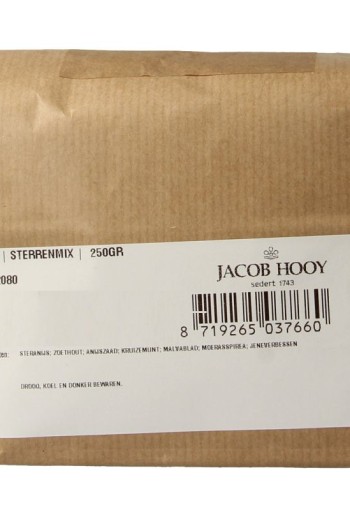 | STERRENMIX | 250GR
2080
JACOB HOOY
sedert 1743
8 719265 037660
STERANIJS; ZOETHOUT; ANIJSZAAD; KRUIZEMUNT; MALVABLAD; MOERASSPIREA; JENEVERBESSEN
DROOG, KOEL EN DONKER BEWAREN.